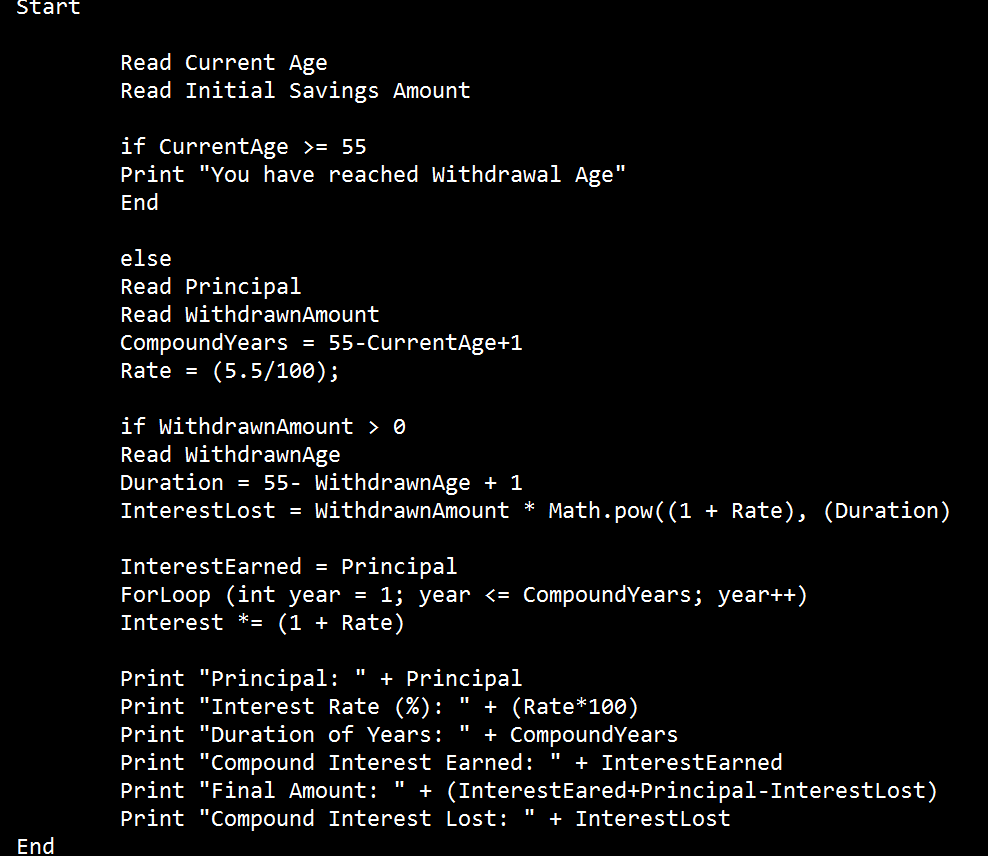 Start
Read Current Age
Read Initial Savings Amount
if CurrentAge >= 55
Print "You have reached Withdrawal Age"
End
else
Read Principal
Read WithdrawnAmount
CompoundYears = 55-CurrentAge+1
Rate = (5.5/100);
if WithdrawnAmount > 0
Read WithdrawnAge
Duration = 55- WithdrawnAge + 1
InterestLost = WithdrawnAmount * Math.pow((1 + Rate), (Duration)
InterestEarned = Principal
ForLoop (int year = 1; year <= CompoundYears; year++)
Interest *= (1 + Rate)
Print "Principal: " + Principal
Print "Interest Rate (%): " + (Rate*100)
Print "Duration of Years: " + CompoundYears
Print "Compound Interest Earned: " + InterestEarned
Print "Final Amount: " + (InterestEared+Principal-InterestLost)
Print "Compound Interest Lost: " + InterestLost
End